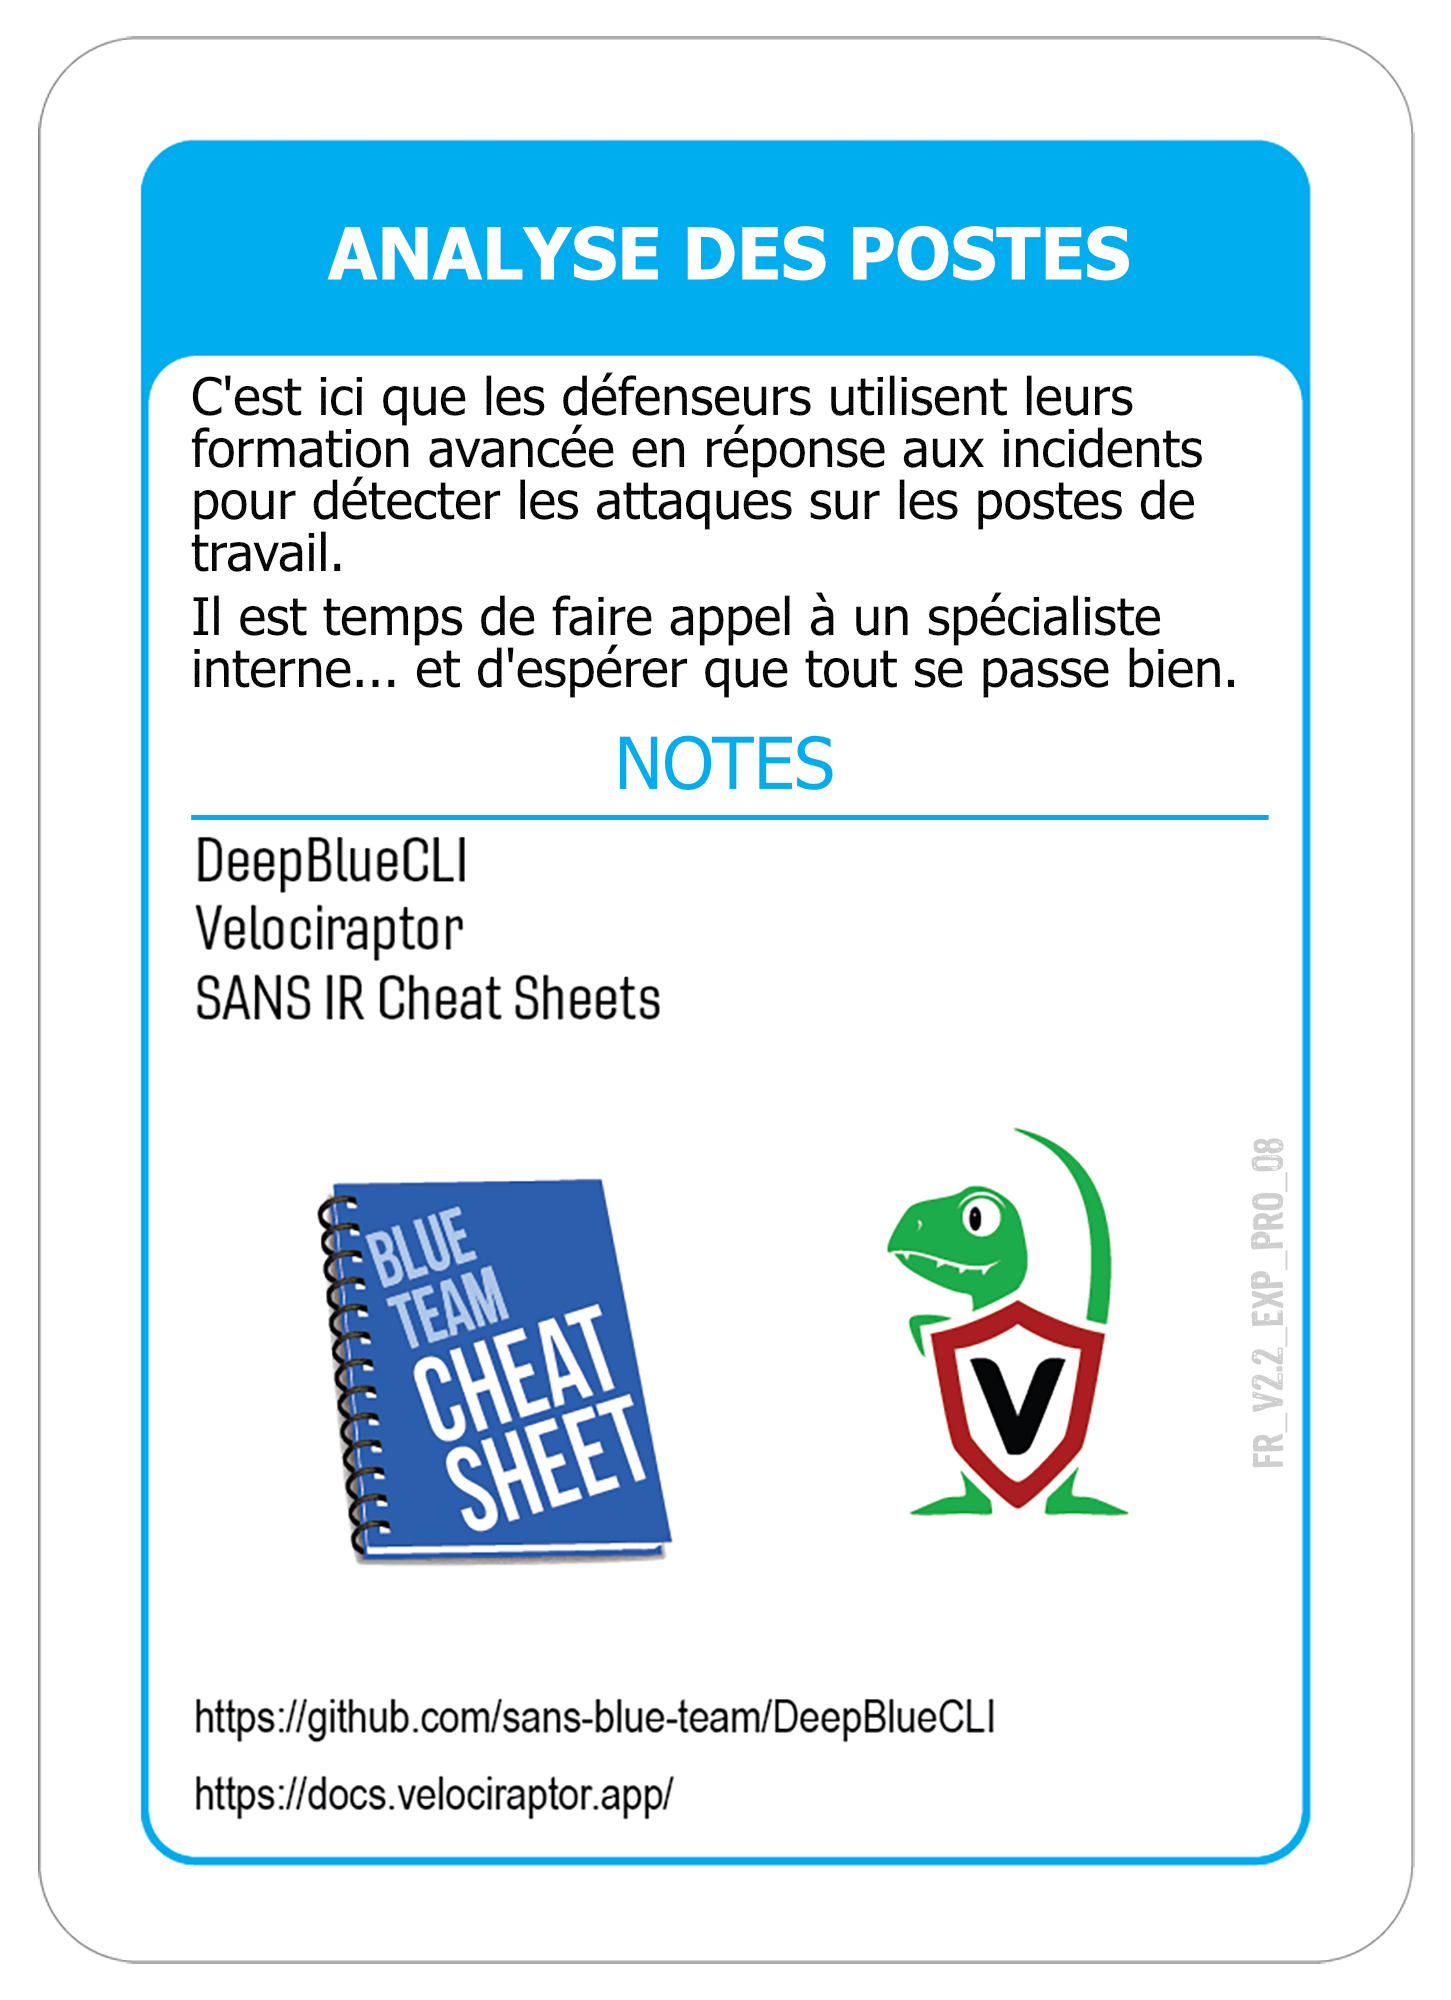 ANALYSE DES POSTES
C'est ici que les défenseurs utilisent leurs
formation avancée en réponse aux incidents
pour détecter les attaques sur les postes de
travail.
Il est temps de faire appel à un spécialiste
interne... et d'espérer que tout se passe bien.
NOTES
DeepBlueCLI
Velociraptor
SANS IR Cheat Sheets
BLUE
TEAM
CHEAT
SHEET
V
FR_V2.2_EXP_PRO_08
https://github.com/sans-blue-team/DeepBlueCLI
https://docs.velociraptor.app/